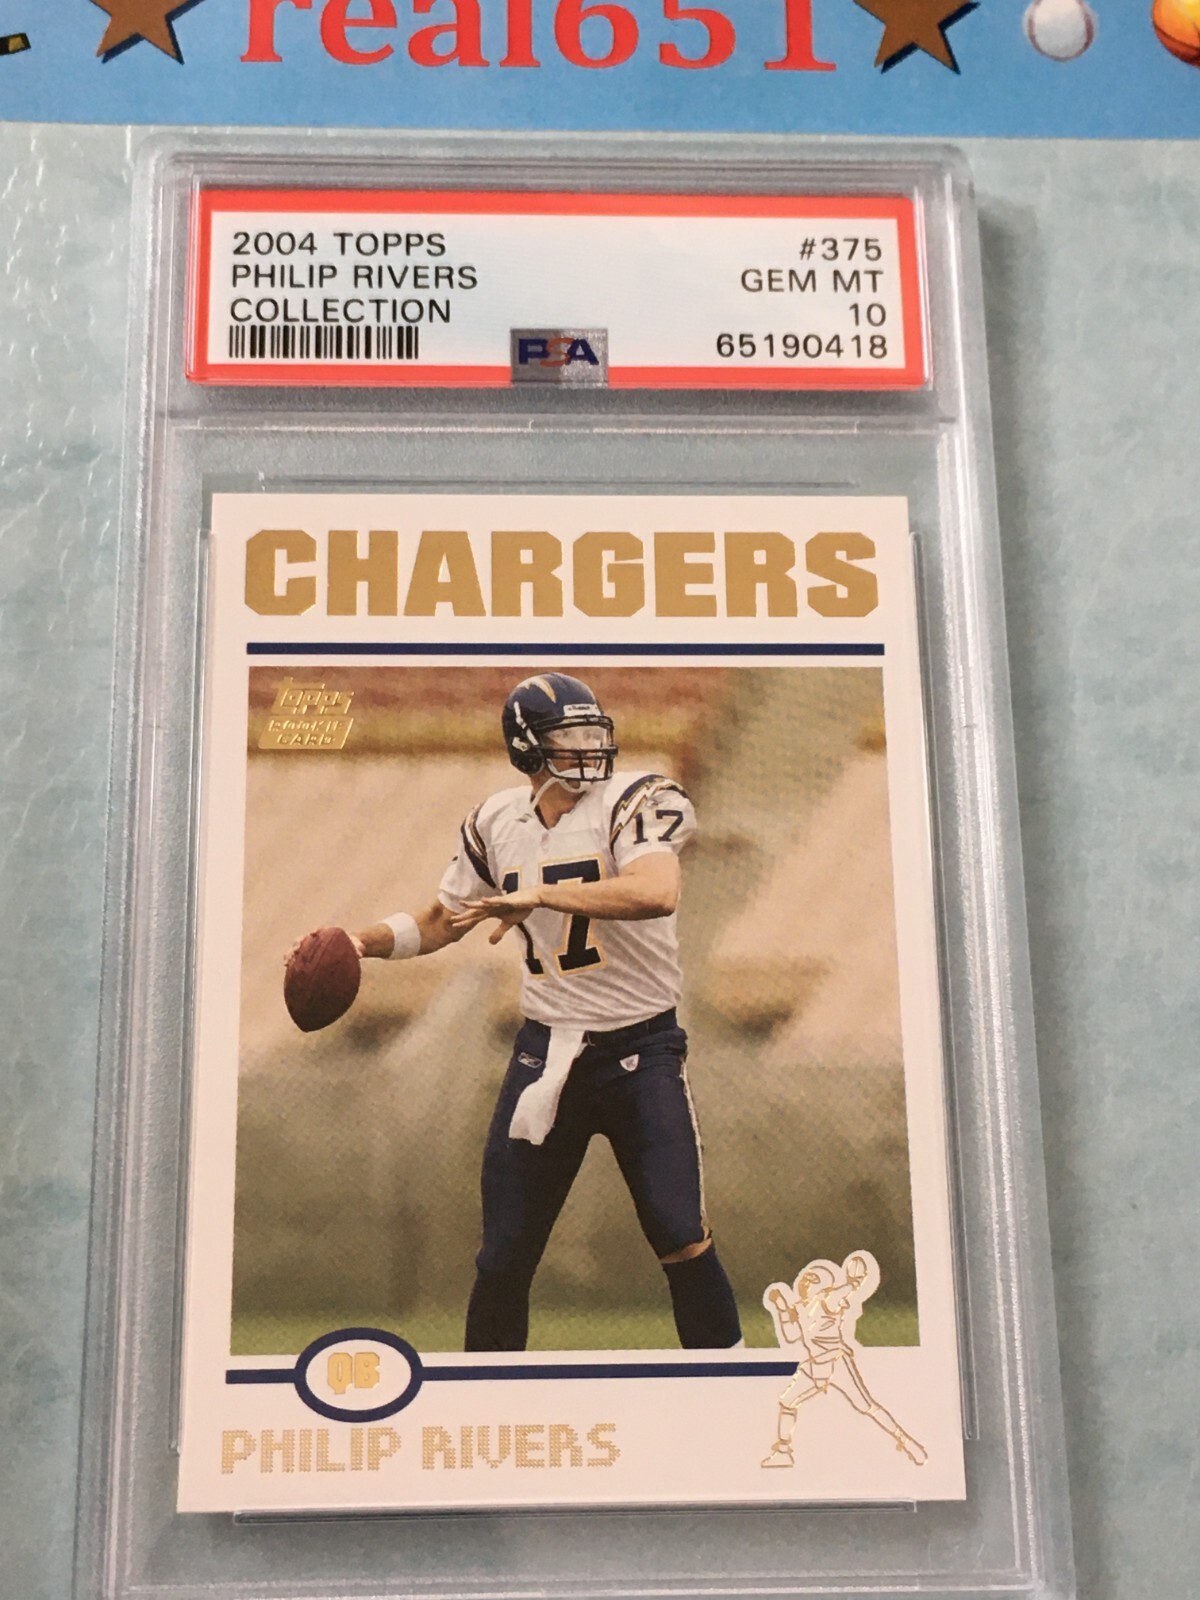 real651
2004 TOPPS #375
PHILIP RIVERS GEM MT
COLLECTION 10
PSA 65190418
CHARGERS
TOPPS
ROOKIE
CARD
17
17
QB
PHILIP RIVERS